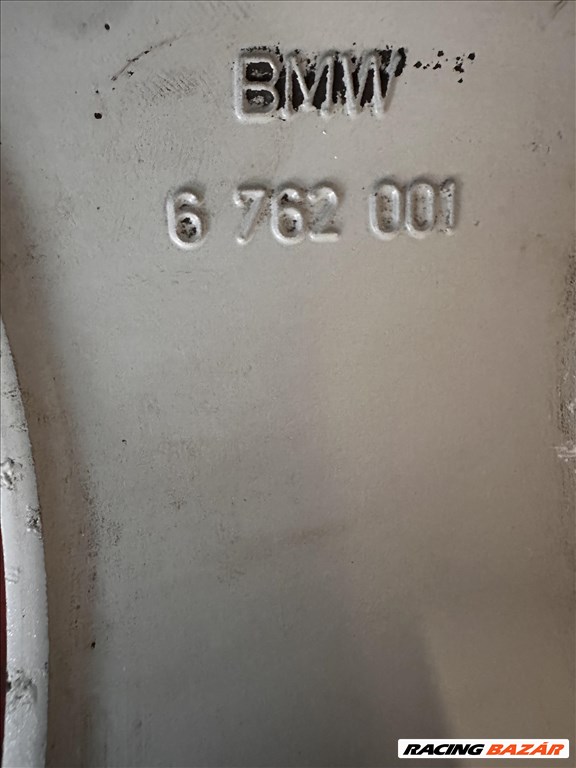 BMW
6 762 001
RACING BAZÁR